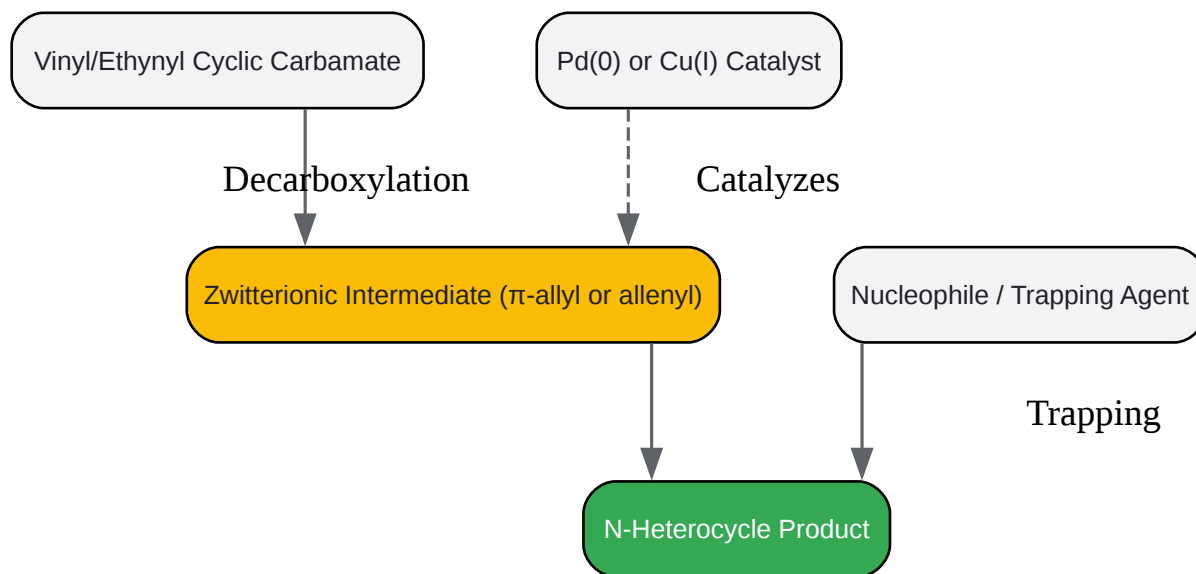 Vinyl/Ethynyl Cyclic Carbamate
Pd(0) or Cu(I) Catalyst
Decarboxylation
Catalyzes
Zwitterionic Intermediate (π-allyl or allenyl)
Nucleophile / Trapping Agent
Trapping
N-Heterocycle Product